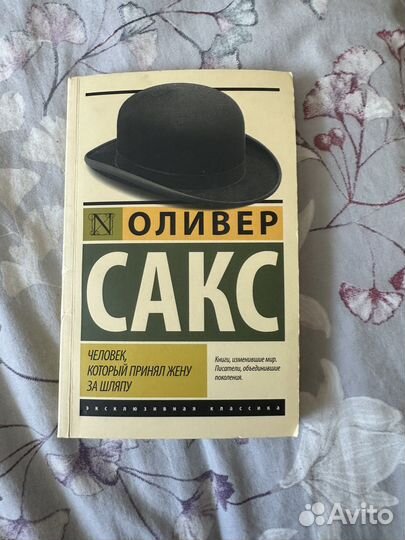 N
ОЛИВЕР
САКС
ЧЕЛОВЕК,
КОТОРЫЙ ПРИНЯЛ ЖЕНУ
ЗА ШЛЯПУ
Книги, изменившие мир.
Писатели, объединившие
поколения.
эксклюзивная классика
Avito